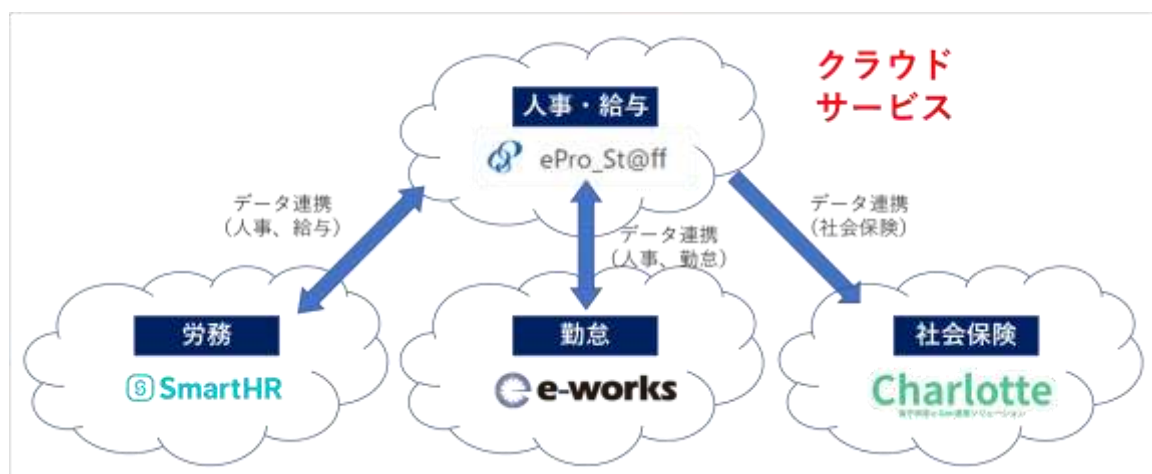 クラウド
サービス
人事・給与
ePro_St@ff
データ連携
（人事、給与）
データ連携
（人事、勤怠）
データ連携
（社会保険）
労務
SmartHR
勤怠
e-works
社会保険
Charlotte